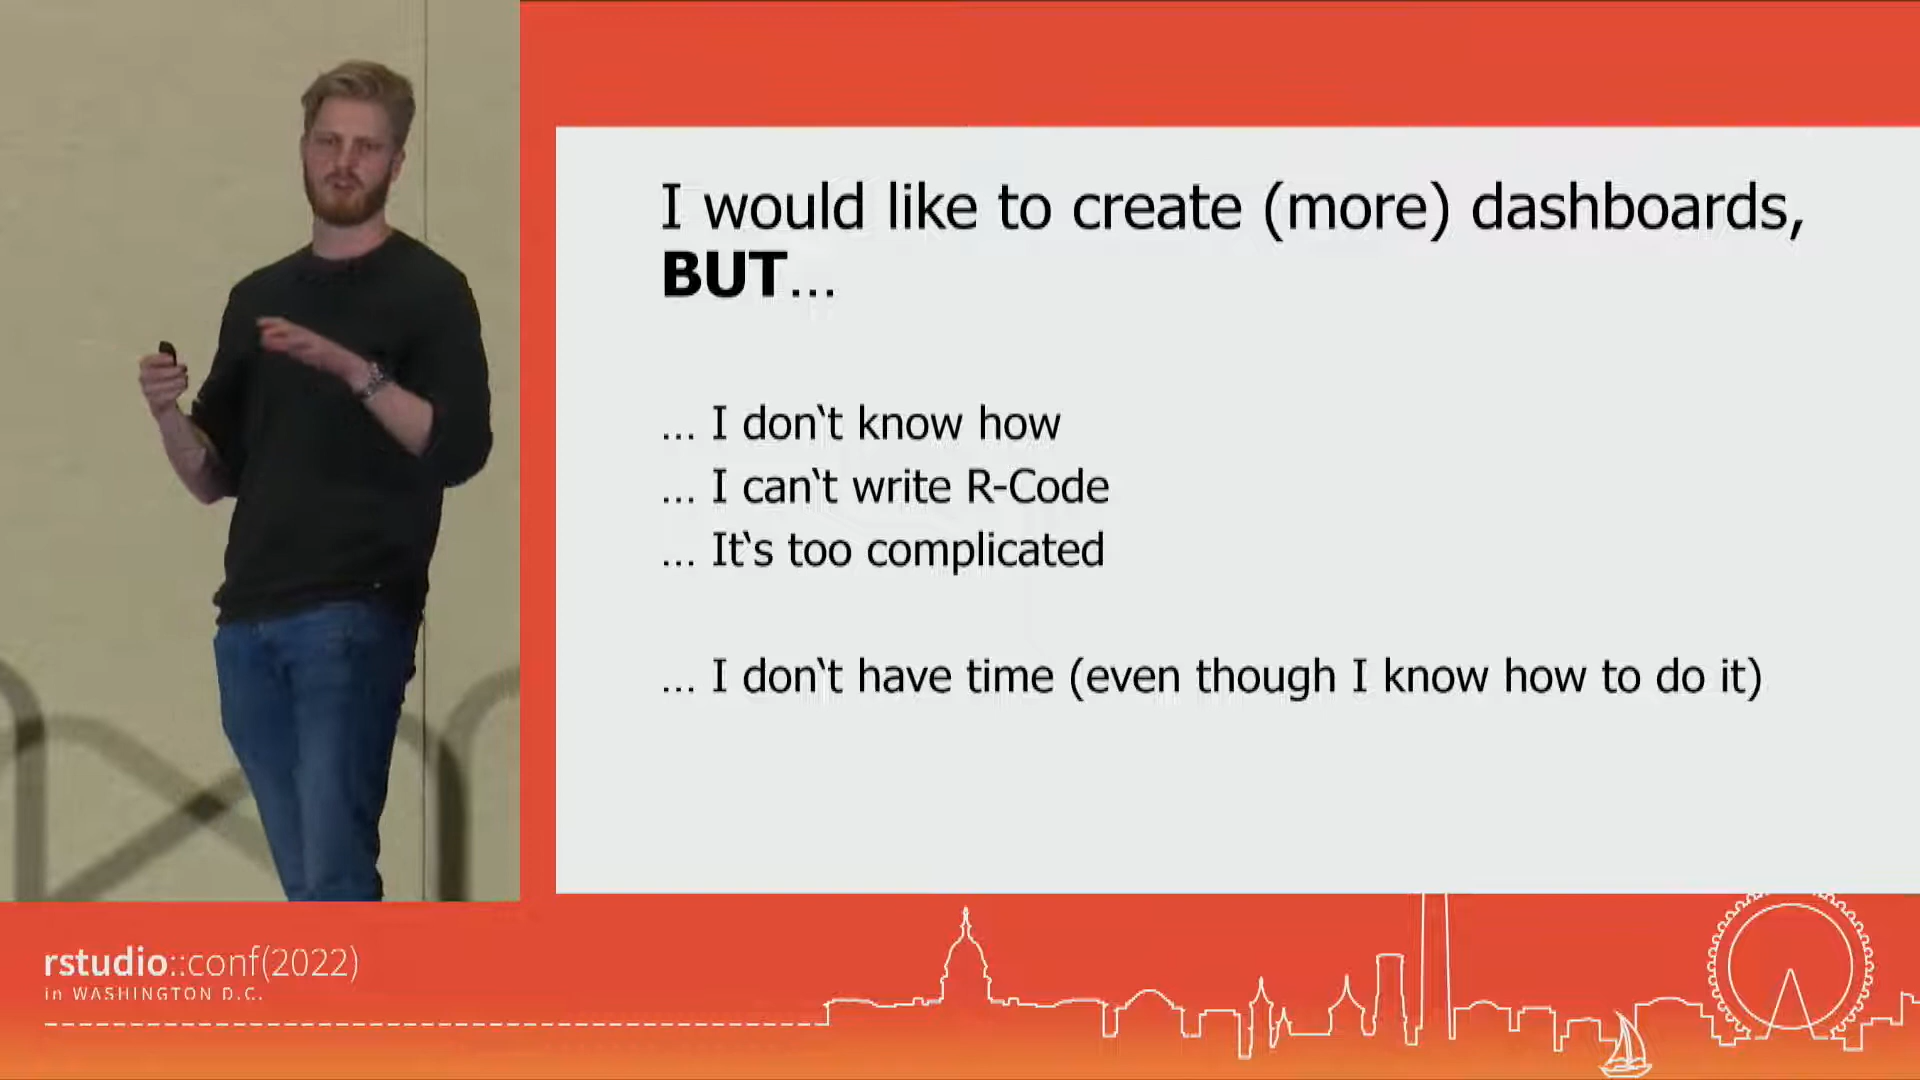 I would like to create (more) dashboards,
BUT...
... I don‘t know how
... I can‘t write R-Code
... It‘s too complicated
... I don‘t have time (even though I know how to do it)
rstudio::conf(2022)
in WASHINGTON D.C.